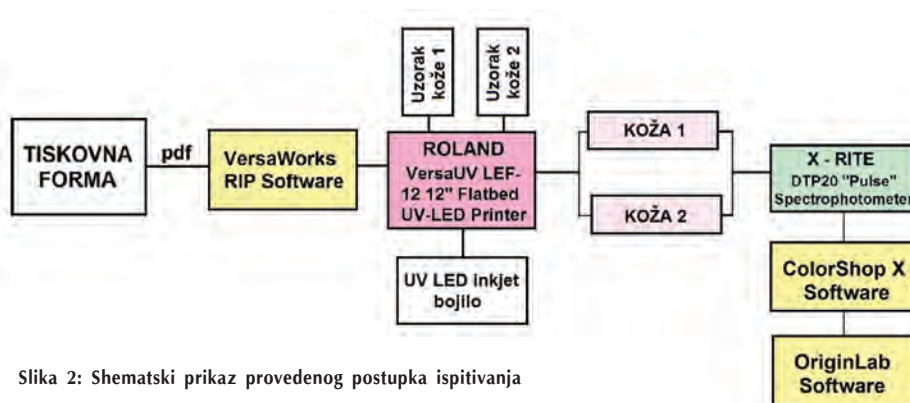 TISKOVNA
FORMA
pdf
VersaWorks
RIP Software
Uzorak
kože 1
Uzorak
kože 2
ROLAND
VersaUV LEF-
12 12" Flatbed
UV-LED Printer
UV LED inkjet
bojilo
KOŽA 1
KOŽA 2
X - RITE
DTP20 "Pulse"
Spectrophotometer
ColorShop X
Software
OriginLab
Software
Slika 2: Shematski prikaz provedenog postupka ispitivanja